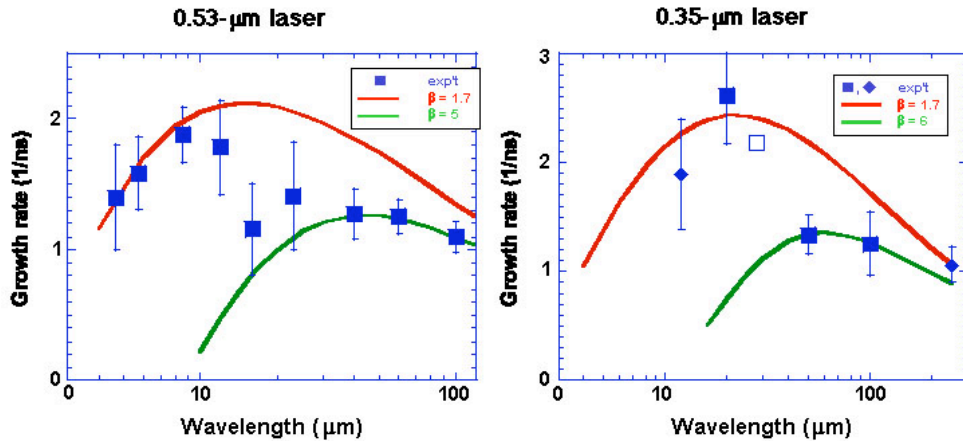 0.53-μm laser
0.35-μm laser
Growth rate (1/ns)
2
1
0
0
10
100
Wavelength (μm)
exp't
β = 1.7
β = 5
Growth rate (1/ns)
3
2
1
0
0
10
100
Wavelength (μm)
, exp't
β = 1.7
β = 6